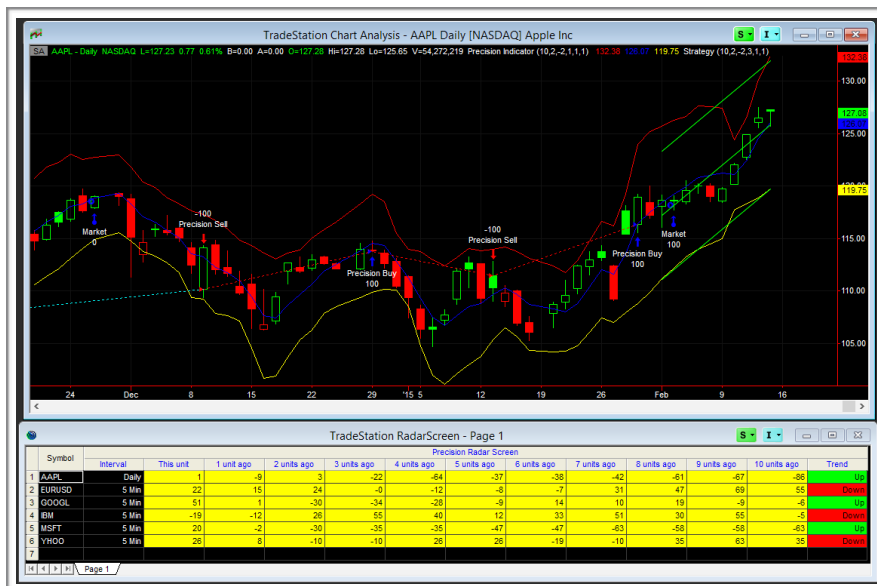 TradeStation Chart Analysis - AAPL Daily [NASDAQ] Apple Inc
S I
SA AAPL - Daily NASDAQ L=127.23 0.77 0.61% B=0.00 A=0.00 O=127.28 Hi=127.28 Lo=125.65 V=54,272,219 Precision Indicator (10,2,-2,1,1,1) 132.38 126.07 119.75 Strategy (10,2,-2,3,1,1)
132.38
130.00
127.08
125.00
119.75
115.00
110.00
105.00
-100
Precision Sell
Market
0
-100
Precision Sell
Market
100
Precision Buy
100
Precision Buy
100
24 Dec 8 15 22 29 '15 5 12 19 26 Feb 9 16
TradeStation RadarScreen - Page 1
S I
Precision Radar Screen
Symbol Interval This unit 1 unit ago 2 units ago 3 units ago 4 units ago 5 units ago 6 units ago 7 units ago 8 units ago 9 units ago 10 units ago Trend
1 AAPL Daily 1 -9 3 -22 -64 -37 -38 -42 -61 -67 -86 Up
2 EURUSD 5 Min 22 15 24 -0 -12 -8 -7 31 47 69 55 Down
3 GOOGL 5 Min 51 1 -30 -34 -28 -9 14 10 19 -9 -6 Up
4 IBM 5 Min -19 -12 26 55 40 12 33 51 30 55 -5 Down
5 MSFT 5 Min 20 -2 -30 -35 -35 -47 -47 -63 -58 -58 -63 Up
6 YHOO 5 Min 26 8 -10 -10 26 26 -19 -10 35 63 35 Down
7
Page 1